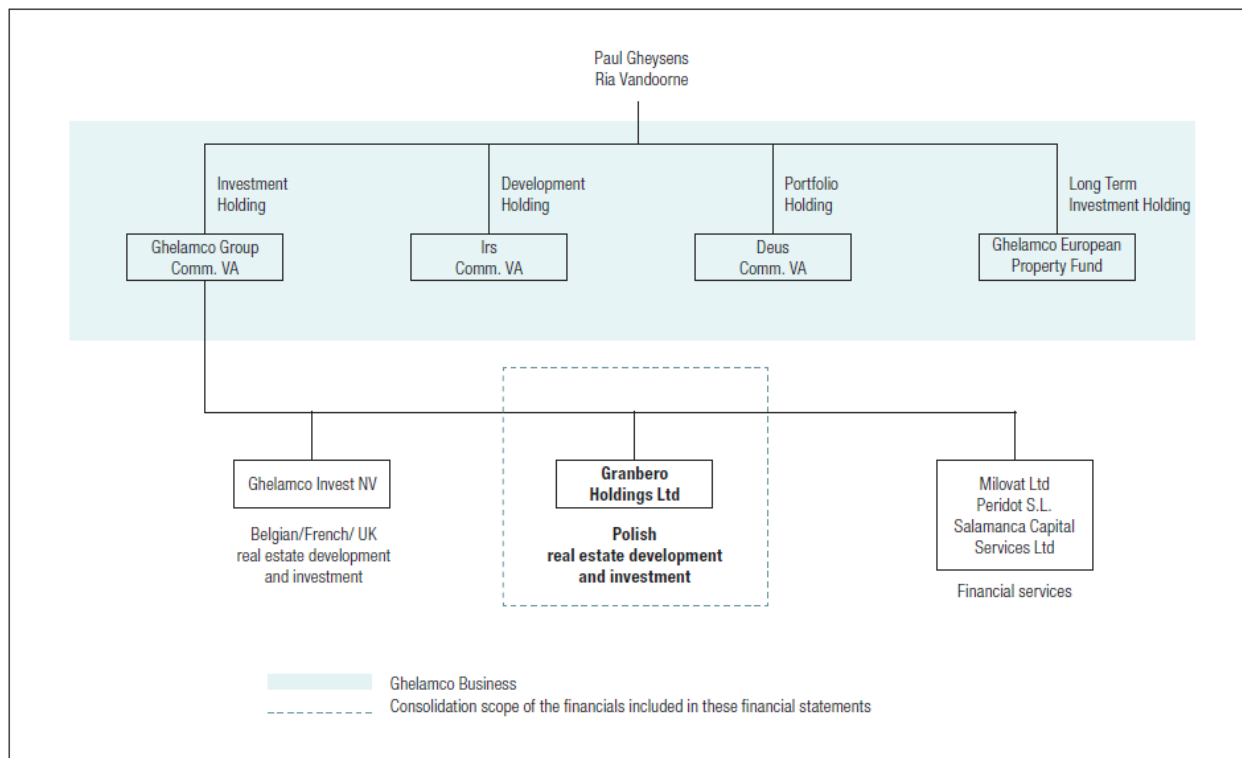 Paul Gheysens
Ria Vandoorne
Investment
Holding
Development
Holding
Portfolio
Holding
Long Term
Investment Holding
Ghelamco Group
Comm. VA
Irs
Comm. VA
Deus
Comm. VA
Ghelamco European
Property Fund
Ghelamco Invest NV
Belgian/French/ UK
real estate development
and investment
Granbero
Holdings Ltd
Polish
real estate development
and investment
Milovat Ltd
Peridot S.L.
Salamanca Capital
Services Ltd
Financial services
Ghelamco Business
Consolidation scope of the financials included in these financial statements